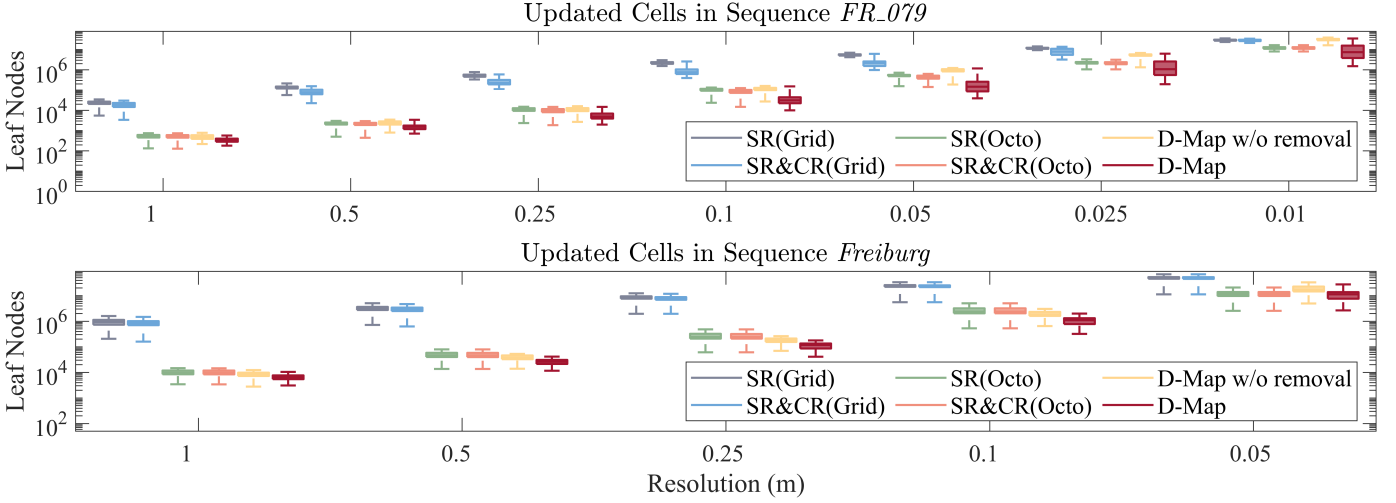 Updated Cells in Sequence FR_079
Leaf Nodes
10^6
10^4
10^2
10^0
SR(Grid) SR(Octo) D-Map w/o removal
SR&CR(Grid) SR&CR(Octo) D-Map
1 0.5 0.25 0.1 0.05 0.025 0.01
Updated Cells in Sequence Freiburg
Leaf Nodes
10^6
10^4
10^2
SR(Grid) SR(Octo) D-Map w/o removal
SR&CR(Grid) SR&CR(Octo) D-Map
1 0.5 0.25 0.1 0.05
Resolution (m)